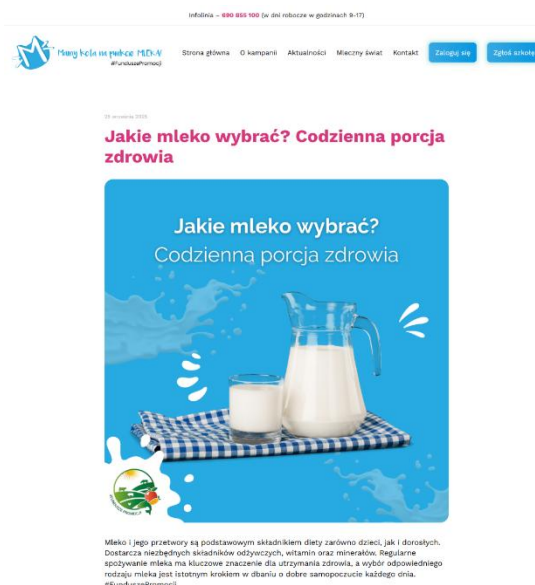 Infolinia – 690 855 100 (w dni robocze w godzinach 9-17)
Mamy kota na punkcie MLEKA!
#FunduszePromocji
Strona główna O kampanii Aktualności Mleczny świat Kontakt Zaloguj się Zgłoś szkołę
Jakie mleko wybrać? Codzienna porcja
zdrowia
Jakie mleko wybrać?
Codzienną porcja zdrowia
Mleko i jego przetwory są podstawowym składnikiem diety zarówno dzieci, jak i dorosłych.
Dostarcza niezbędnych składników odżywczych, witamin oraz minerałów. Regularne
spożywanie mleka ma kluczowe znaczenie dla utrzymania zdrowia, a wybór odpowiedniego
rodzaju mleka jest istotnym krokiem w dbaniu o dobre samopoczucie każdego dnia.
#FunduszePromocji